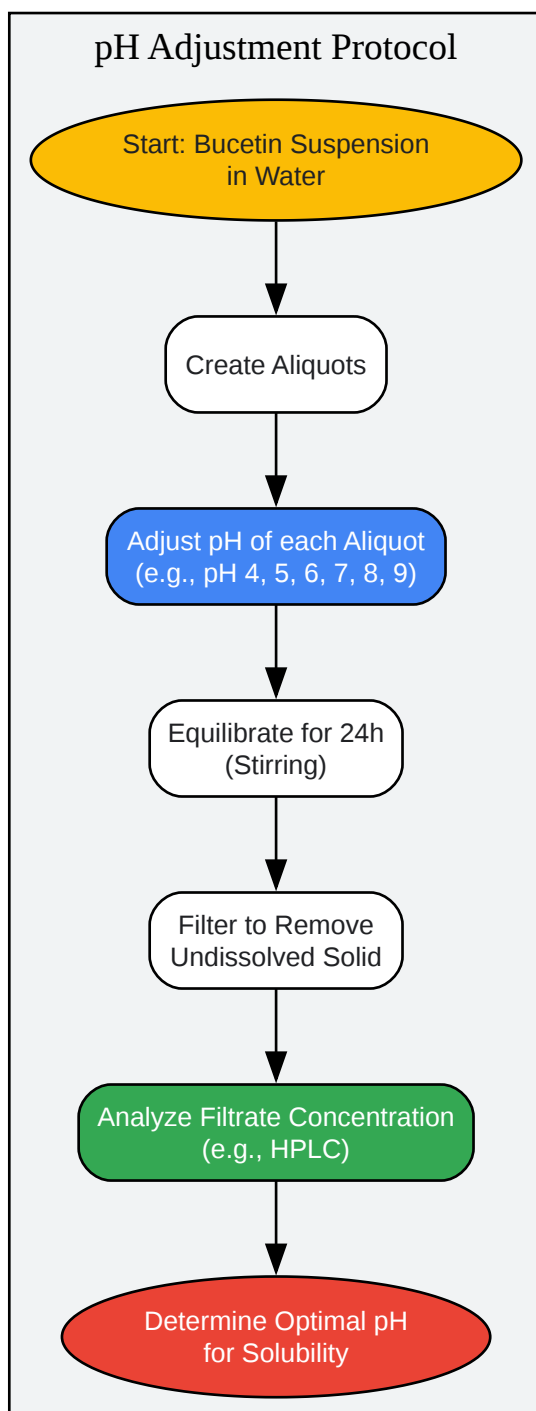 pH Adjustment Protocol
Start: Bucetin Suspension
in Water
Create Aliquots
Adjust pH of each Aliquot
(e.g., pH 4, 5, 6, 7, 8, 9)
Equilibrate for 24h
(Stirring)
Filter to Remove
Undissolved Solid
Analyze Filtrate Concentration
(e.g., HPLC)
Determine Optimal pH
for Solubility